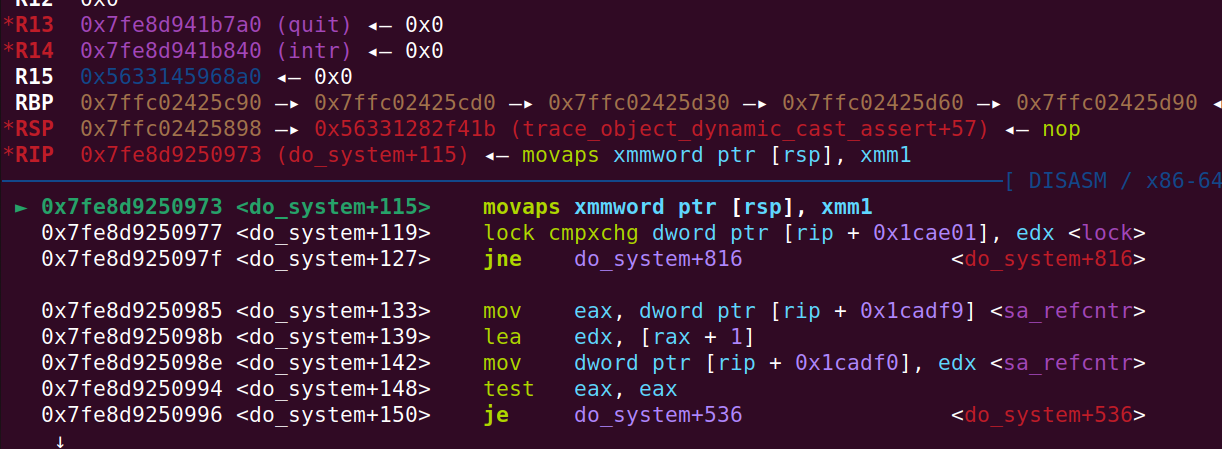 R12 0x0
*R13 0x7fe8d941b7a0 (quit) ◂— 0x0
*R14 0x7fe8d941b840 (intr) ◂— 0x0
R15 0x5633145968a0 ◂— 0x0
RBP 0x7ffc02425c90 —▸ 0x7ffc02425cd0 —▸ 0x7ffc02425d30 —▸ 0x7ffc02425d60 —▸ 0x7ffc02425d90 ◂
*RSP 0x7ffc02425898 —▸ 0x56331282f41b (trace_object_dynamic_cast_assert+57) ◂— nop
*RIP 0x7fe8d9250973 (do_system+115) ◂— movaps xmmword ptr [rsp], xmm1
[ DISASM / x86-64
► 0x7fe8d9250973 <do_system+115> movaps xmmword ptr [rsp], xmm1
0x7fe8d9250977 <do_system+119> lock cmpxchg dword ptr [rip + 0x1cae01], edx <lock>
0x7fe8d925097f <do_system+127> jne do_system+816 <do_system+816>
0x7fe8d9250985 <do_system+133> mov eax, dword ptr [rip + 0x1cadf9] <sa_refcntr>
0x7fe8d925098b <do_system+139> lea edx, [rax + 1]
0x7fe8d925098e <do_system+142> mov dword ptr [rip + 0x1cadf0], edx <sa_refcntr>
0x7fe8d9250994 <do_system+148> test eax, eax
0x7fe8d9250996 <do_system+150> je do_system+536 <do_system+536>
↓